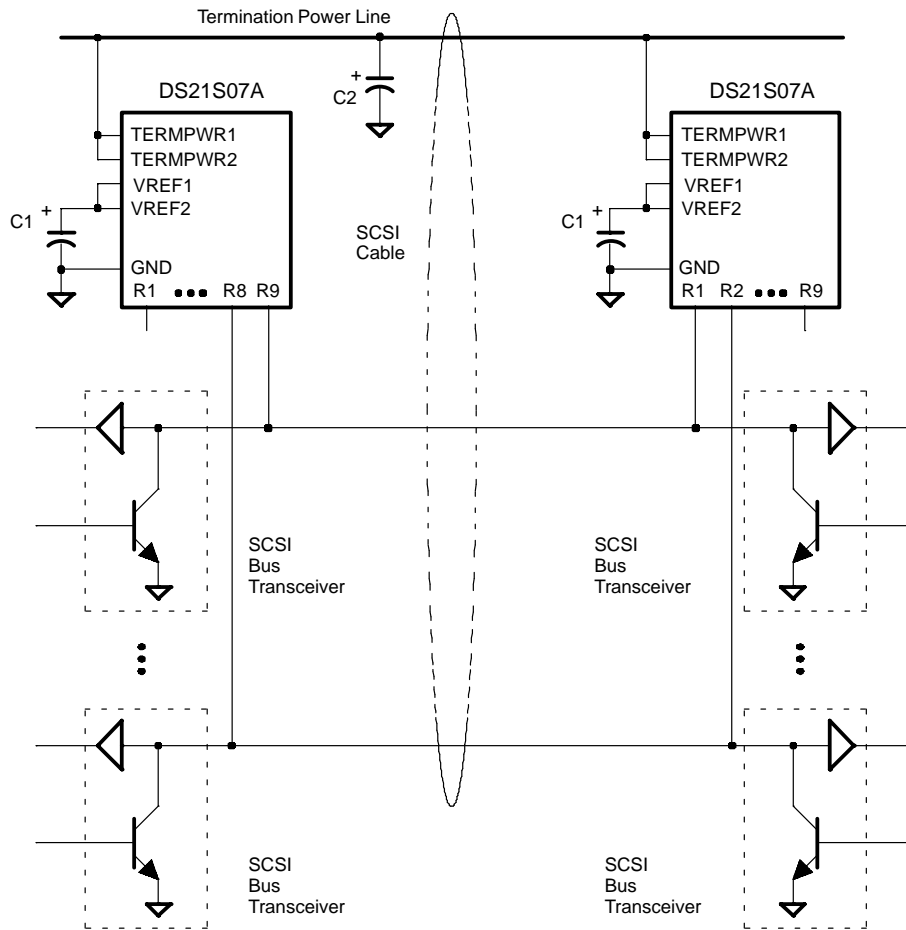 Termination Power Line
DS21S07A
+
C2
DS21S07A
TERMPWR1
TERMPWR2
VREF1
VREF2
+
C1
GND
R1 ••• R8 R9
SCSI
Cable
TERMPWR1
TERMPWR2
VREF1
VREF2
+
C1
GND
R1 R2 ••• R9
SCSI
Bus
Transceiver
SCSI
Bus
Transceiver
SCSI
Bus
Transceiver
SCSI
Bus
Transceiver